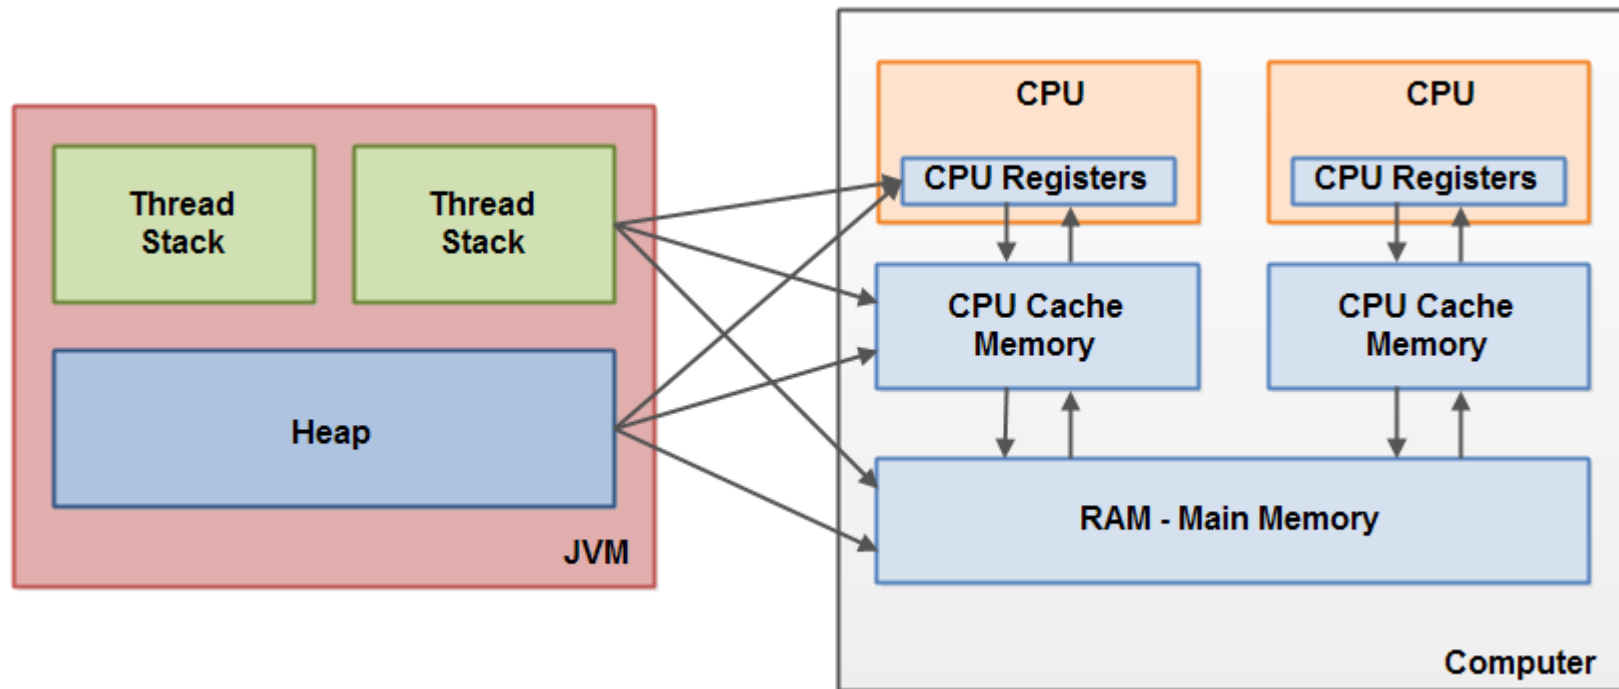 Thread
Stack
Thread
Stack
Heap
JVM
CPU
CPU Registers
CPU
CPU Registers
CPU Cache
Memory
CPU Cache
Memory
RAM - Main Memory
Computer